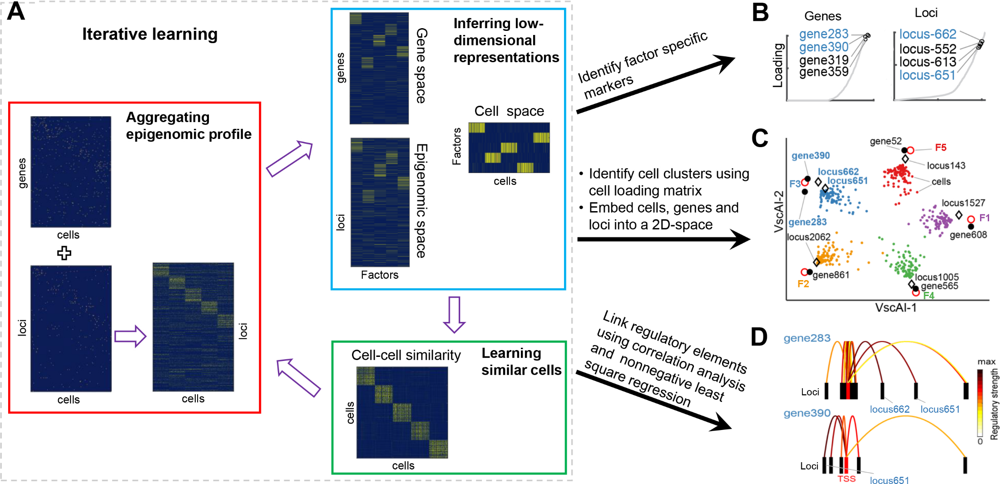 A
Iterative learning
Aggregating
epigenomic profile
genes
cells
loci
cells
loci
cells
Inferring low-
dimensional
representations
genes
Gene space
loci
Epigenomic space
Factors
Cell space
Factors
cells
Cell-cell similarity
Learning
similar cells
cells
cells
Identify factor specific
markers
• Identify cell clusters using
cell loading matrix
• Embed cells, genes and
loci into a 2D-space
Link regulatory elements
using correlation analysis
and nonnegative least
square regression
B
Genes
Loading
gene283
gene390
gene319
gene359
Loci
locus-662
locus-552
locus-613
locus-651
C
VscAI-2
gene52
F5
locus143
cells
gene390
locus662
locus651
F3
gene283
locus1527
F1
gene608
locus2062
gene861
F2
locus1005
gene565
F4
VscAI-1
D
gene283
Loci
locus662
locus651
gene390
Loci
TSS
locus651
max
Regulatory strength
0